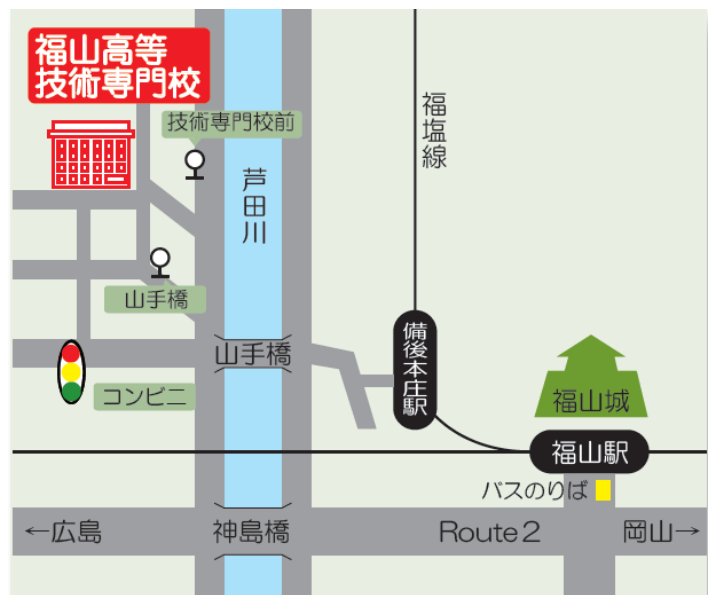 福山高等
技術専門校
技術専門校前
福塩線
芦田川
山手橋
山手橋
備後本庄駅
コンビニ
福山城
福山駅
バスのりば
←広島
神島橋
Route 2
岡山→